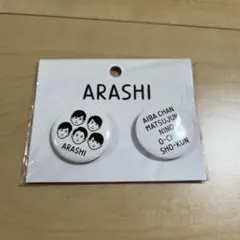 ARASHI
ARASHI
AIBA CHAN
MATSUJUN
NINO
O-CHAN
SHO-KUN